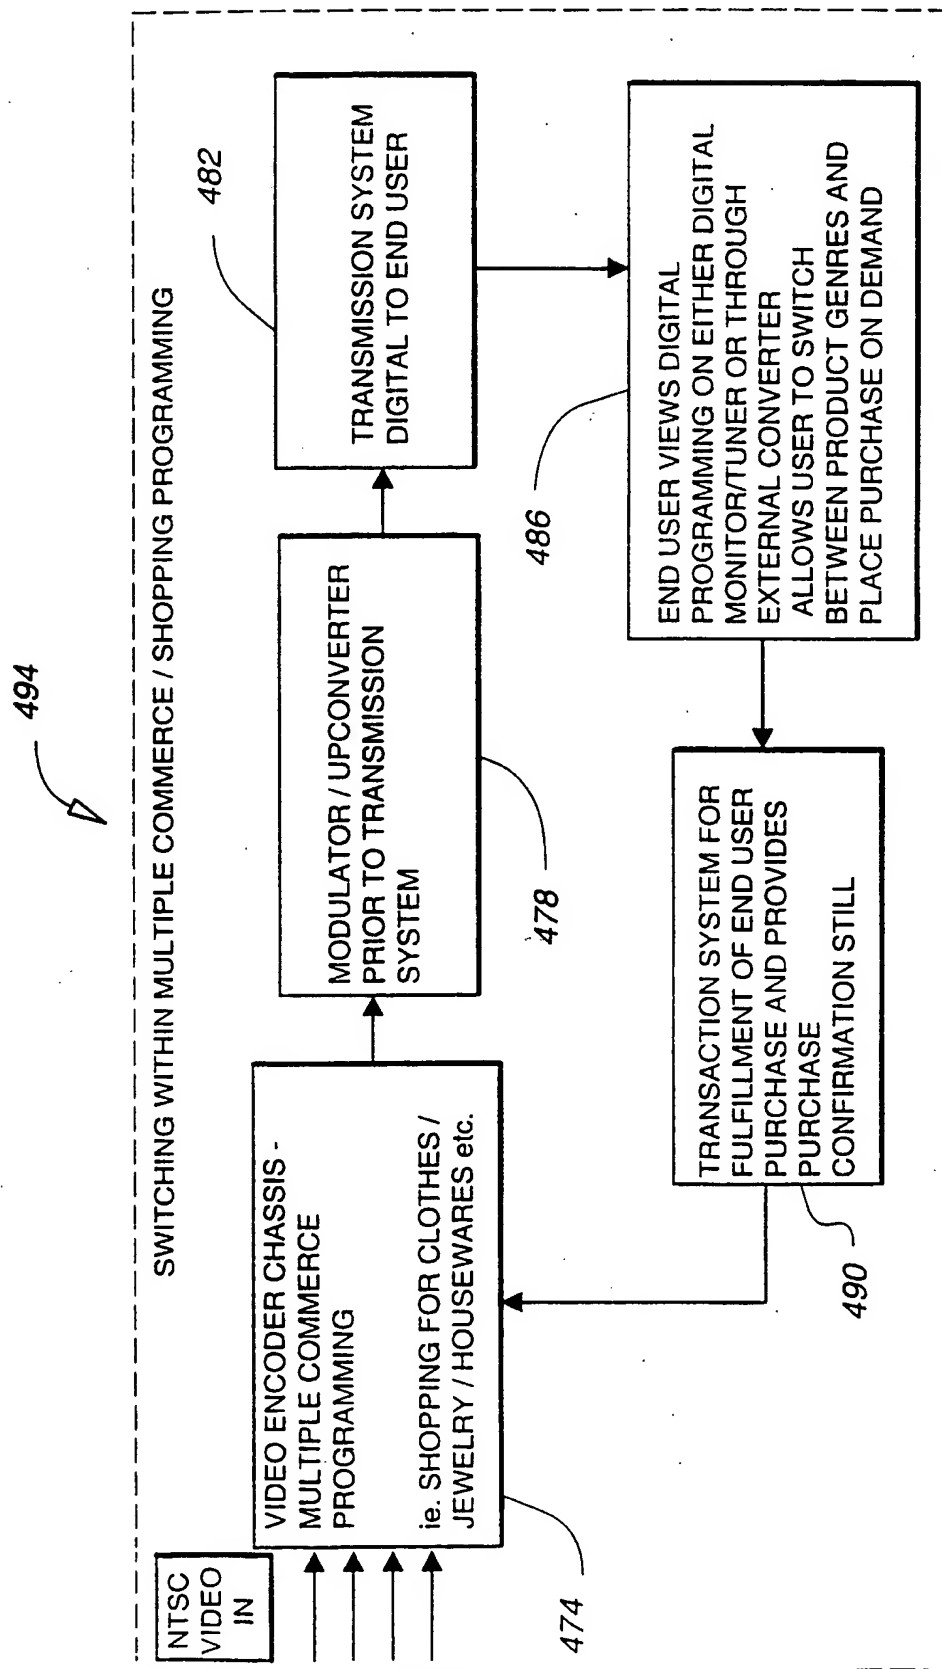 494
SWITCHING WITHIN MULTIPLE COMMERCE / SHOPPING PROGRAMMING
NTSC
VIDEO
IN
VIDEO ENCODER CHASSIS -
MULTIPLE COMMERCE
PROGRAMMING
ie. SHOPPING FOR CLOTHES /
JEWELRY / HOUSEWARES etc.
474
MODULATOR / UPCONVERTER
PRIOR TO TRANSMISSION
SYSTEM
478
TRANSMISSION SYSTEM
DIGITAL TO END USER
482
END USER VIEWS DIGITAL
PROGRAMMING ON EITHER DIGITAL
MONITOR/TUNER OR THROUGH
EXTERNAL CONVERTER
ALLOWS USER TO SWITCH
BETWEEN PRODUCT GENRES AND
PLACE PURCHASE ON DEMAND
486
TRANSACTION SYSTEM FOR
FULFILLMENT OF END USER
PURCHASE AND PROVIDES
PURCHASE
CONFIRMATION STILL
490